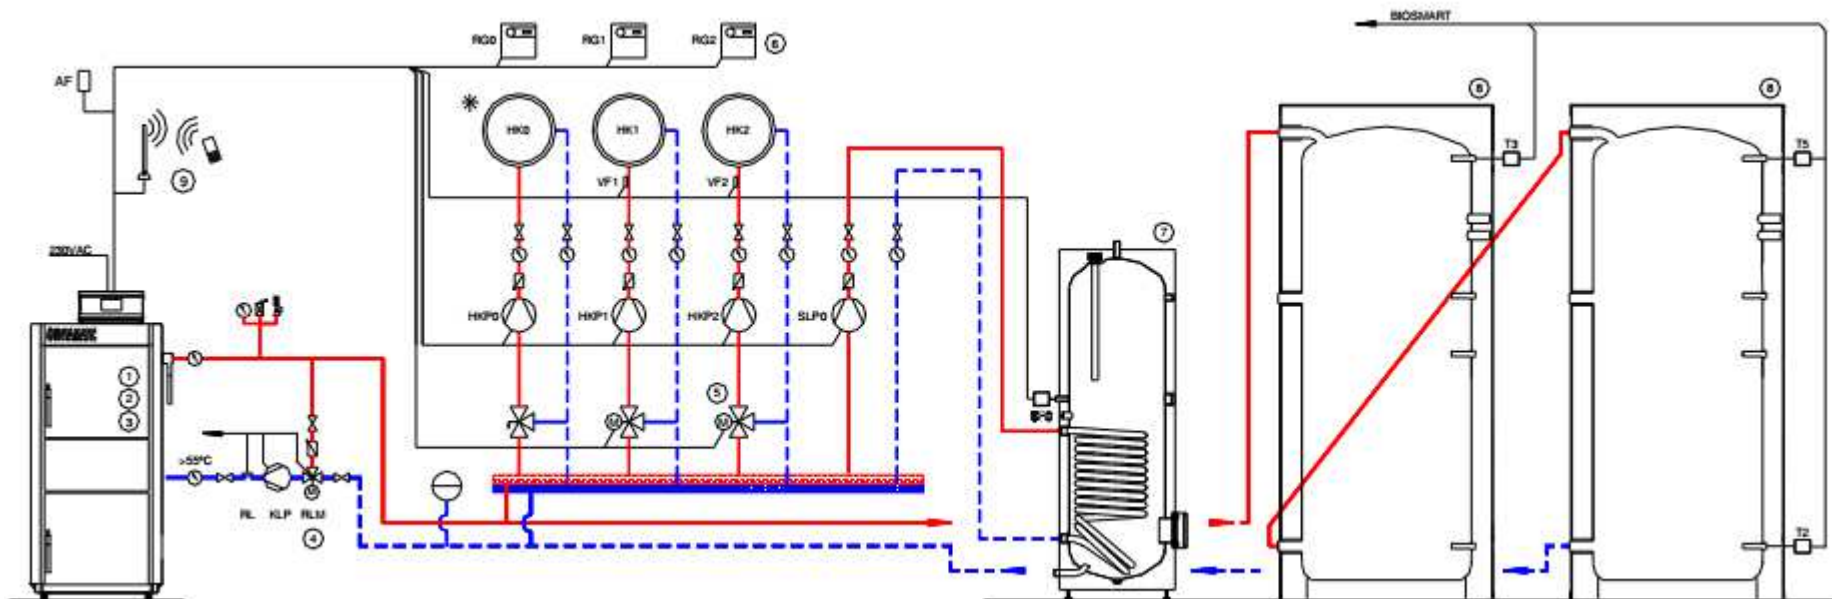 BIOSMART
RG0 RG1 RG2 6
AF
8 8
HK0 HK1 HK2
T3 T5
9
VF1 VF2
7
230VAC
HKP0 HKP1 HKP2 SLP0
1
2
3
5
M M
>55°C
M
RL KLP RLM
4
T2